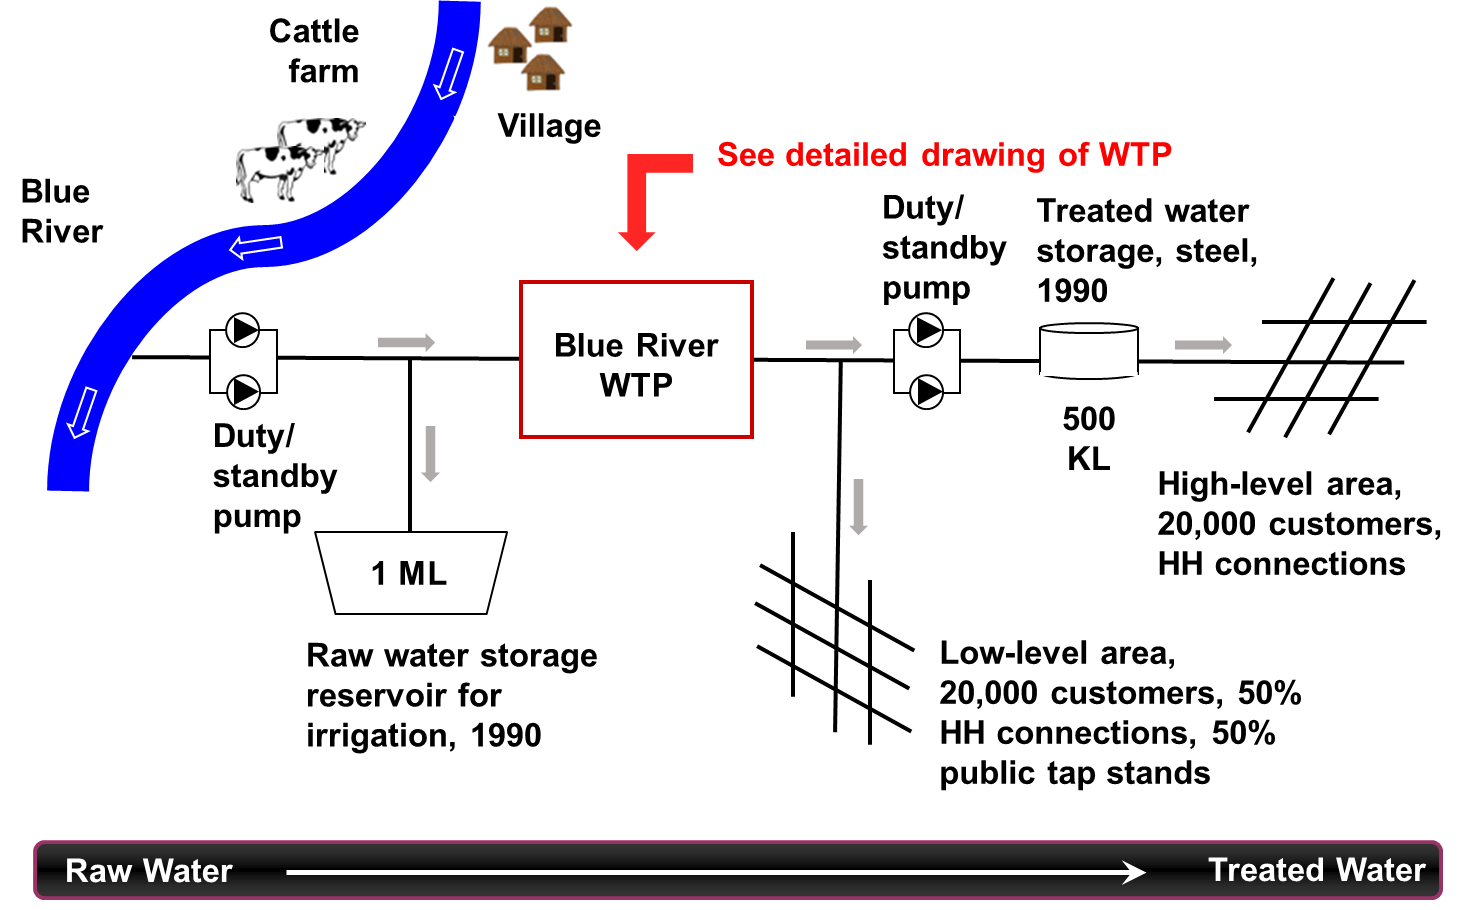 Cattle
farm
Village
Blue
River
See detailed drawing of WTP
Duty/
standby
pump
Treated water
storage, steel,
1990
Blue River
WTP
500
KL
Duty/
standby
pump
High-level area,
20,000 customers,
HH connections
1 ML
Raw water storage
reservoir for
irrigation, 1990
Low-level area,
20,000 customers, 50%
HH connections, 50%
public tap stands
Raw Water
Treated Water